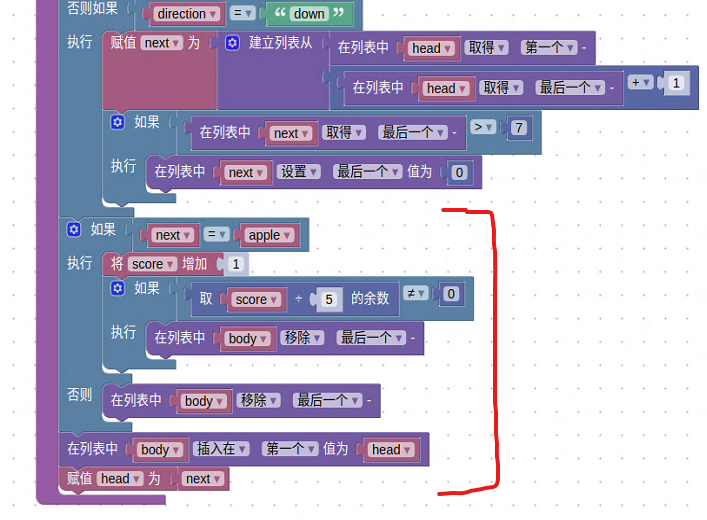 否则如果 direction = “ down ”
执行 赋值 next 为 建立列表从 在列表中 head 取得 第一个 -
在列表中 head 取得 最后一个 - + 1
如果 在列表中 next 取得 最后一个 - > 7
执行 在列表中 next 设置 最后一个 值为 0
如果 next = apple
执行 将 score 增加 1
如果 取 score ÷ 5 的余数 ≠ 0
执行 在列表中 body 移除 最后一个 -
否则 在列表中 body 移除 最后一个 -
在列表中 body 插入在 第一个 值为 head
赋值 head 为 next